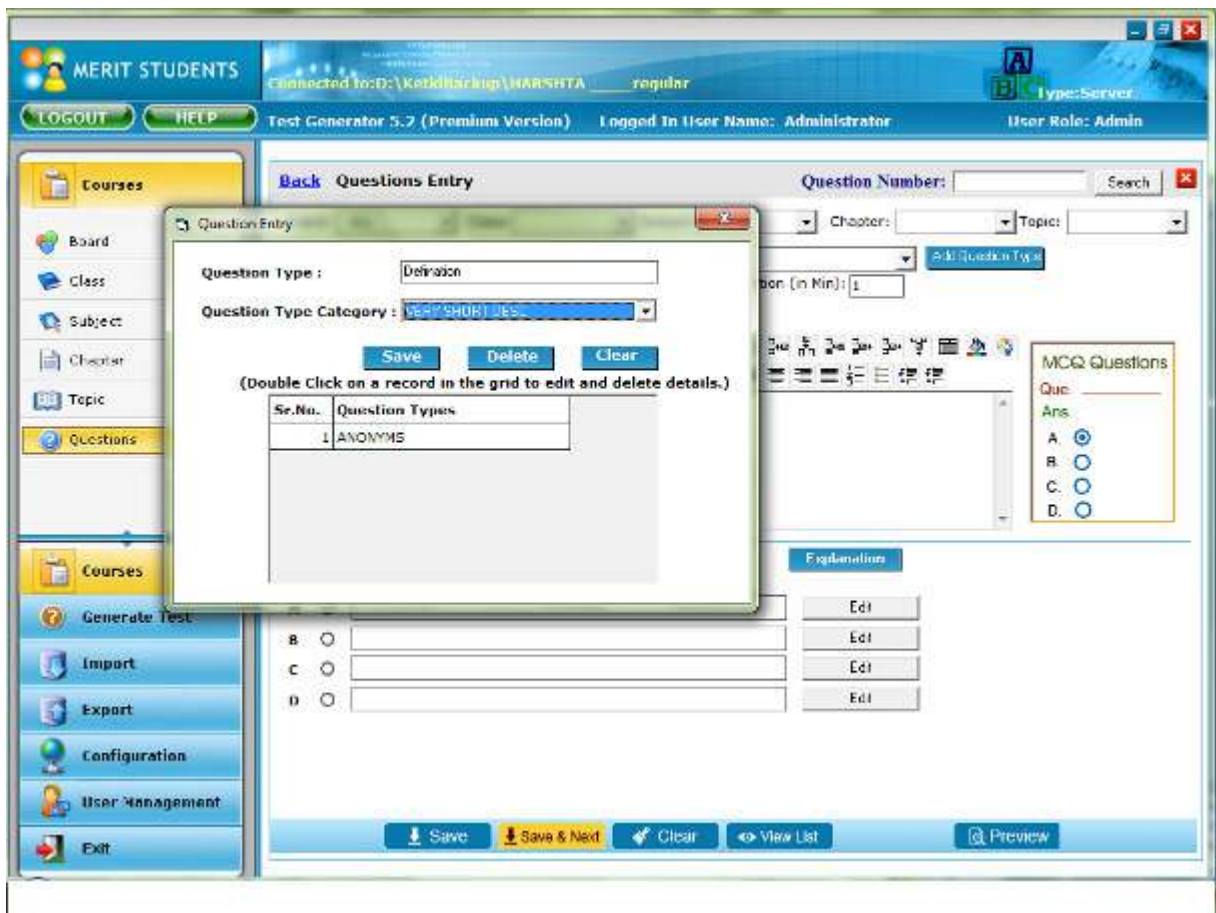 MERIT STUDENTS
Connected to:D:\KetkiBackup\HARSHTA regular
Type:Server
LOGOUT HELP Test Generator 5.2 (Premium Version) Logged In User Name: Administrator User Role: Admin
Courses
Board
Class
Subject
Chapter
Topic
Questions
Back Questions Entry Question Number: Search
Chapter: Topic:
Add Question Type
(in Min): 1
Question Entry
Question Type : Defination
Question Type Category : VERY SHORT DESC
Save Delete Clear
(Double Click on a record in the grid to edit and delete details.)
Sr.No. Question Types
1 ANONYMS
MCQ Questions
Que.
Ans.
A.
B.
C.
D.
Explanation
Edit
B Edit
C Edit
D Edit
Courses
Generate Test
Import
Export
Configuration
User Management
Exit
Save Save & Next Clear View List Preview